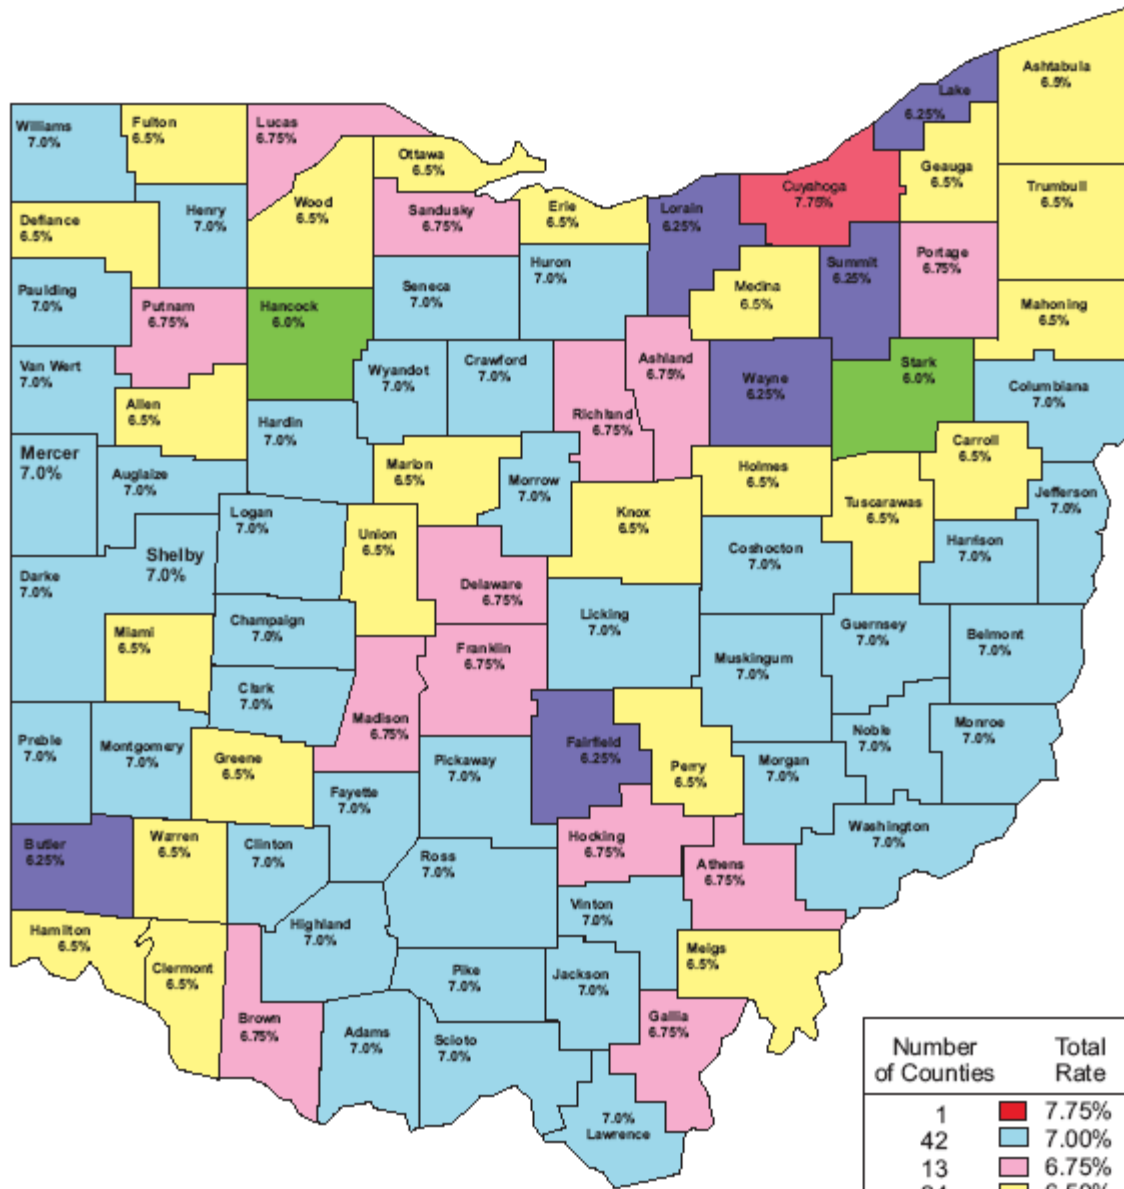 Ashtabula
6.5%
Lake
6.25%
Williams
7.0%
Fulton
6.5%
Lucas
6.75%
Ottawa
6.5%
Geauga
6.5%
Trumbull
6.5%
Cuyahoga
7.75%
Defiance
6.5%
Henry
7.0%
Wood
6.5%
Sandusky
6.75%
Erie
6.5%
Lorain
6.25%
Portage
6.75%
Summit
6.25%
Huron
7.0%
Medina
6.5%
Mahoning
6.5%
Paulding
7.0%
Putnam
6.75%
Hancock
6.0%
Seneca
7.0%
Van Wert
7.0%
Wyandot
7.0%
Crawford
7.0%
Ashland
6.75%
Wayne
6.25%
Stark
6.0%
Columbiana
7.0%
Allen
6.5%
Hardin
7.0%
Richland
6.75%
Mercer
7.0%
Auglaize
7.0%
Marion
6.5%
Morrow
7.0%
Holmes
6.5%
Carroll
6.5%
Tuscarawas
6.5%
Jefferson
7.0%
Logan
7.0%
Union
6.5%
Knox
6.5%
Coshocton
7.0%
Harrison
7.0%
Darke
7.0%
Shelby
7.0%
Delaware
6.75%
Miami
6.5%
Champaign
7.0%
Licking
7.0%
Guernsey
7.0%
Belmont
7.0%
Franklin
6.75%
Muskingum
7.0%
Clark
7.0%
Madison
6.75%
Preble
7.0%
Montgomery
7.0%
Greene
6.5%
Pickaway
7.0%
Fairfield
6.25%
Perry
6.5%
Morgan
7.0%
Noble
7.0%
Monroe
7.0%
Fayette
7.0%
Butler
6.25%
Warren
6.5%
Clinton
7.0%
Ross
7.0%
Hocking
6.75%
Athens
6.75%
Washington
7.0%
Hamilton
6.5%
Highland
7.0%
Vinton
7.0%
Clermont
6.5%
Pike
7.0%
Jackson
7.0%
Meigs
6.5%
Brown
6.75%
Adams
7.0%
Scioto
7.0%
Gallia
6.75%
7.0%
Lawrence
Number
of Counties
Total
Rate
1 7.75%
42 7.00%
13 6.75%